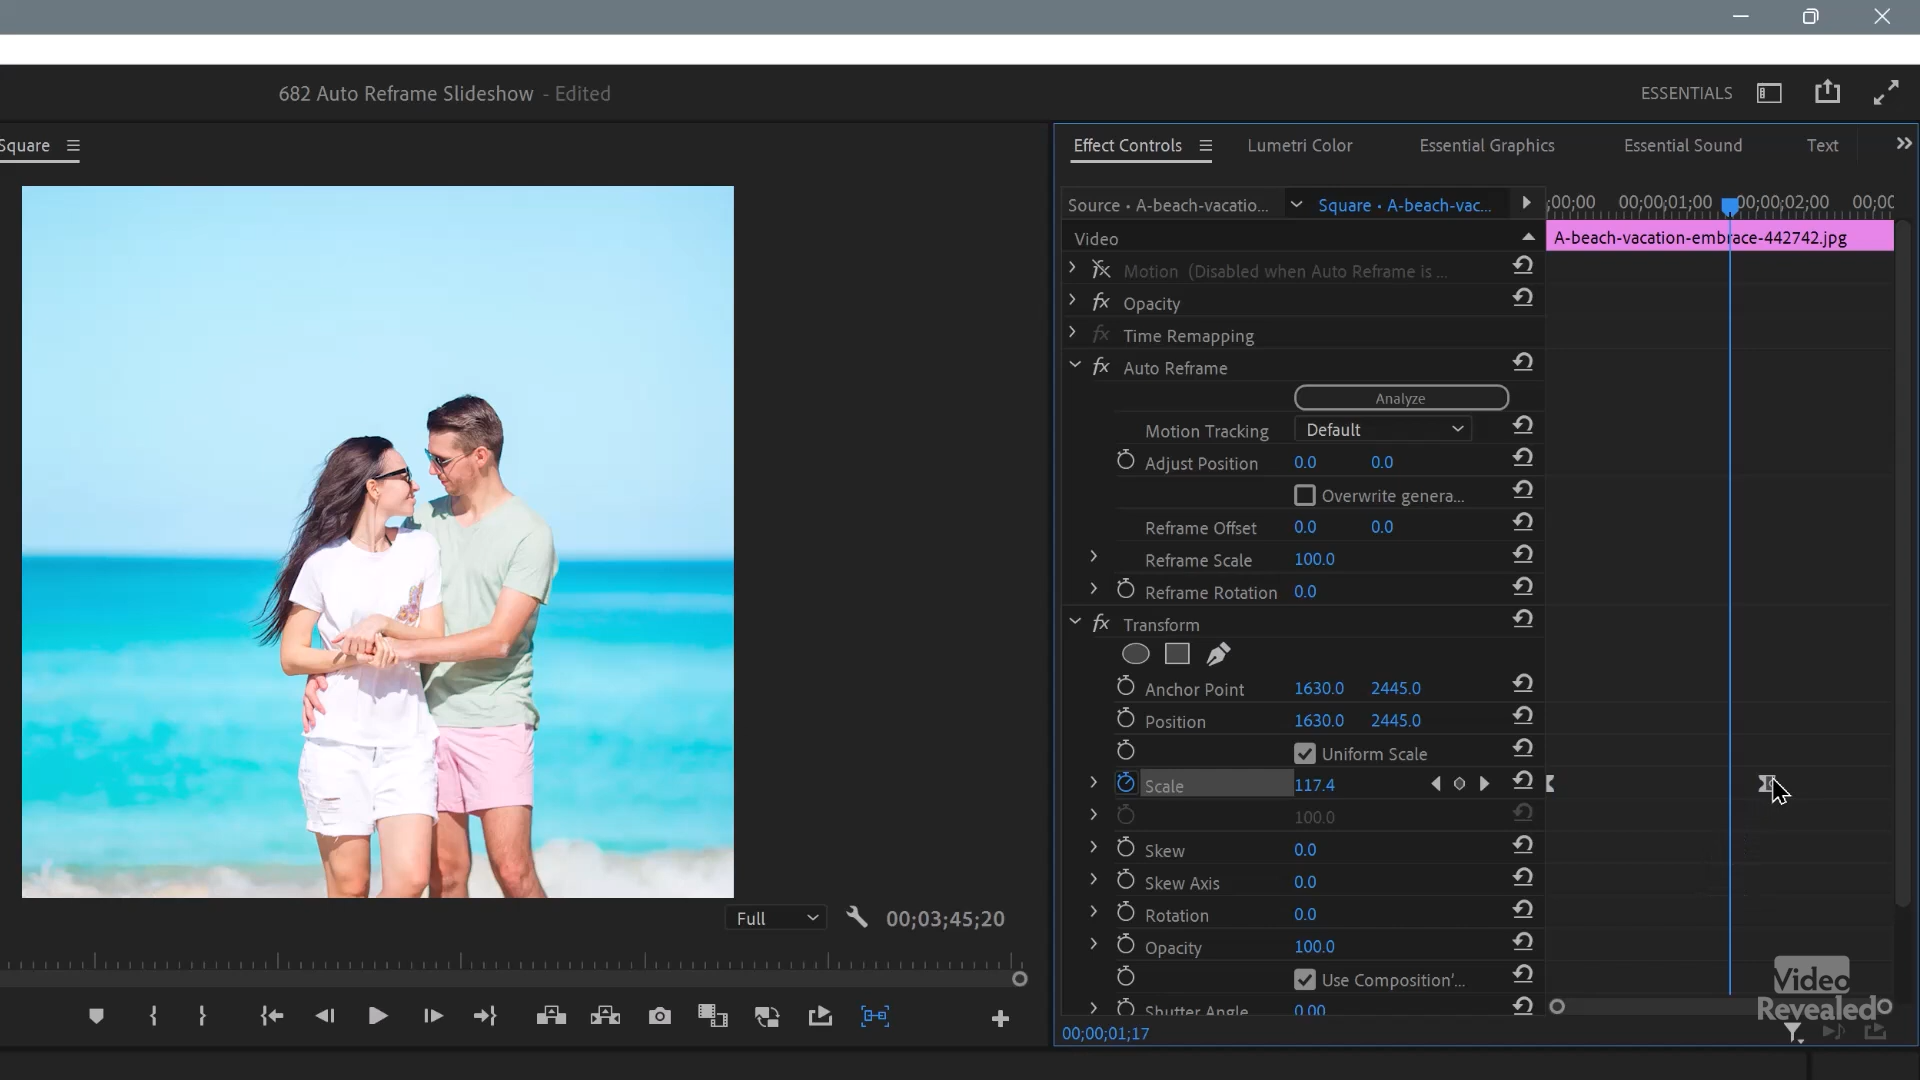 682 Auto Reframe Slideshow - Edited
ESSENTIALS
Square
Effect Controls
Lumetri Color
Essential Graphics
Essential Sound
Text
Source • A-beach-vacatio...
Square • A-beach-vac...
;00;00
00;00;01;00
00;00;02;00
Video
A-beach-vacation-embrace-442742.jpg
Motion (Disabled when Auto Reframe is ...
Opacity
Time Remapping
Auto Reframe
Analyze
Motion Tracking Default
Adjust Position 0.0 0.0
Overwrite genera...
Reframe Offset 0.0 0.0
Reframe Scale 100.0
Reframe Rotation 0.0
Transform
Anchor Point 1630.0 2445.0
Position 1630.0 2445.0
Uniform Scale
Scale 117.4
100.0
Skew 0.0
Skew Axis 0.0
Rotation 0.0
Opacity 100.0
Use Composition'...
Shutter Angle 0.00
Full
00;03;45;20
00;00;01;17
Video
Revealed